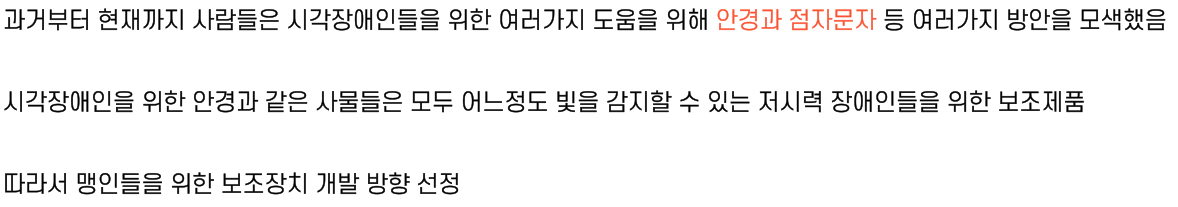 과거부터 현재까지 사람들은 시각장애인들을 위한 여러가지 도움을 위해 안경과 점자문자 등 여러가지 방안을 모색했음
시각장애인을 위한 안경과 같은 사물들은 모두 어느정도 빛을 감지할 수 있는 저시력 장애인들을 위한 보조제품
따라서 맹인들을 위한 보조장치 개발 방향 선정